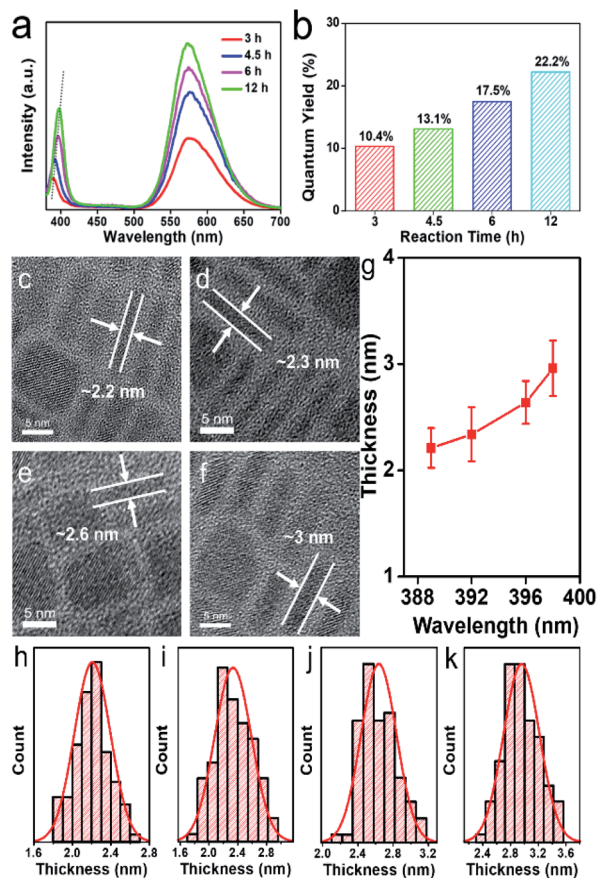 a
Intensity (a.u.)
3 h
4.5 h
6 h
12 h
400
450
500
550
600
650
700
Wavelength (nm)
b
Quantum Yield (%)
30
20
10
0
10.4%
13.1%
17.5%
22.2%
3
4.5
6
12
Reaction Time (h)
c
~2.2 nm
5 nm
d
~2.3 nm
5 nm
e
~2.6 nm
5 nm
f
~3 nm
5 nm
g
Thickness (nm)
4
3
2
1
388
392
396
400
Wavelength (nm)
h
Count
1.6
2.0
2.4
2.8
Thickness (nm)
i
Count
1.6
2.0
2.4
2.8
Thickness (nm)
j
Count
2.0
2.4
2.8
3.2
Thickness (nm)
k
Count
2.4
2.8
3.2
3.6
Thickness (nm)